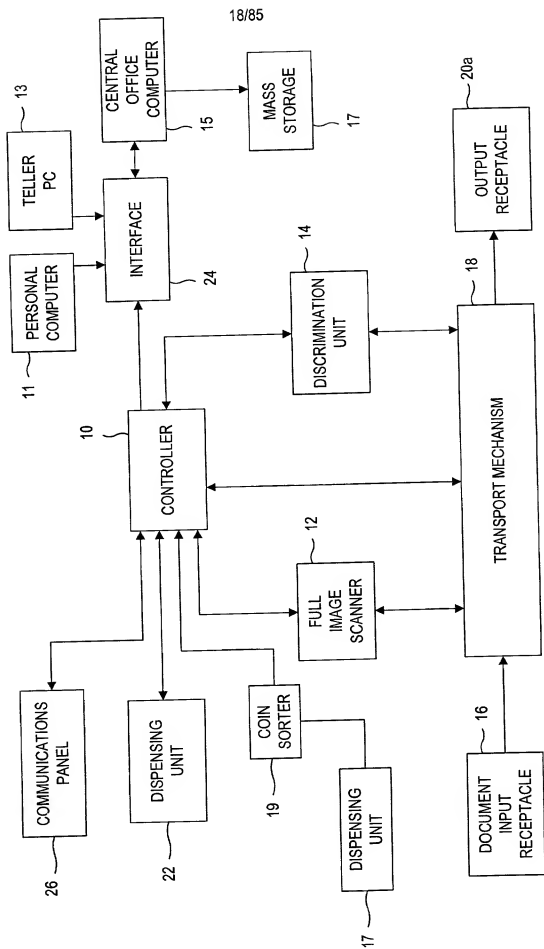 18/85
13
TELLER
PC
PERSONAL
COMPUTER
11
INTERFACE
24
CENTRAL
OFFICE
COMPUTER
15
MASS
STORAGE
17
10
CONTROLLER
14
DISCRIMINATION
UNIT
12
FULL
IMAGE
SCANNER
COMMUNICATIONS
PANEL
26
DISPENSING
UNIT
22
COIN
SORTER
19
DISPENSING
UNIT
17
16
DOCUMENT
INPUT
RECEPTACLE
18
TRANSPORT MECHANISM
20a
OUTPUT
RECEPTACLE